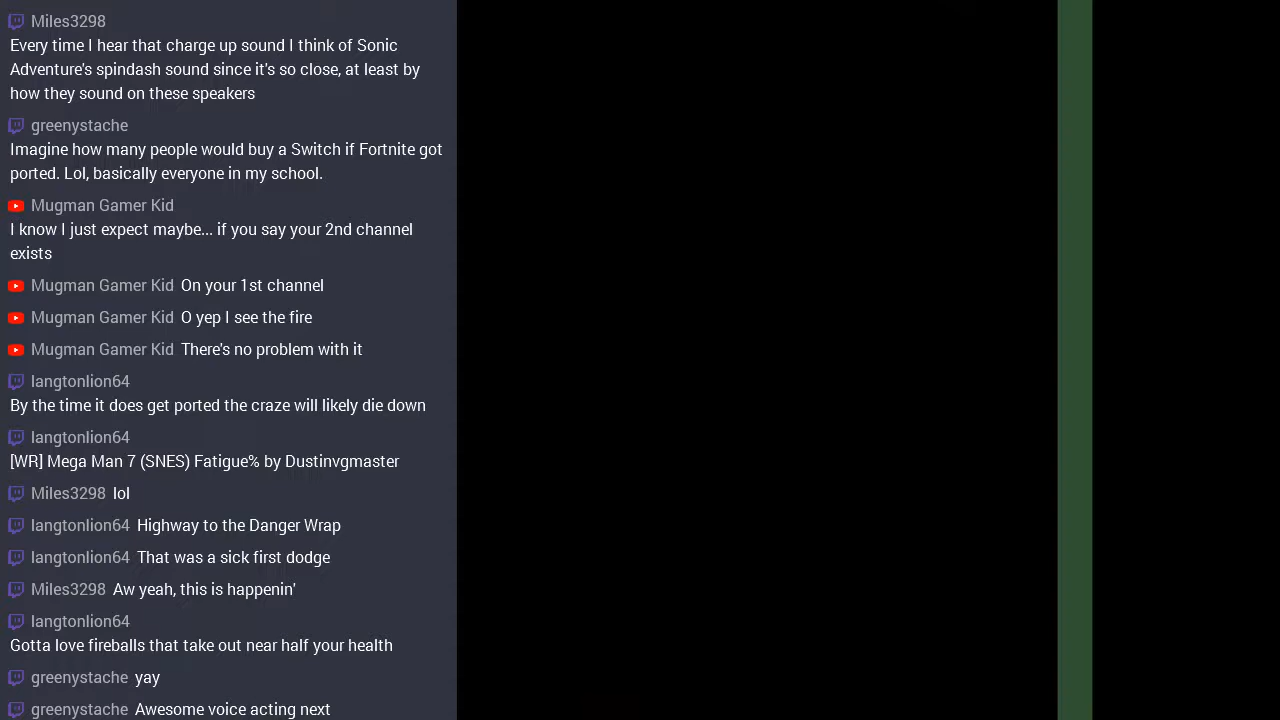 Miles3298
Every time I hear that charge up sound I think of Sonic
Adventure's spindash sound since it's so close, at least by
how they sound on these speakers
greenystache
Imagine how many people would buy a Switch if Fortnite got
ported. Lol, basically everyone in my school.
Mugman Gamer Kid
I know I just expect maybe... if you say your 2nd channel
exists
Mugman Gamer Kid On your 1st channel
Mugman Gamer Kid O yep I see the fire
Mugman Gamer Kid There's no problem with it
langtonlion64
By the time it does get ported the craze will likely die down
langtonlion64
[WR] Mega Man 7 (SNES) Fatigue% by Dustinvgmaster
Miles3298 lol
langtonlion64 Highway to the Danger Wrap
langtonlion64 That was a sick first dodge
Miles3298 Aw yeah, this is happenin'
langtonlion64
Gotta love fireballs that take out near half your health
greenystache yay
greenystache Awesome voice acting next